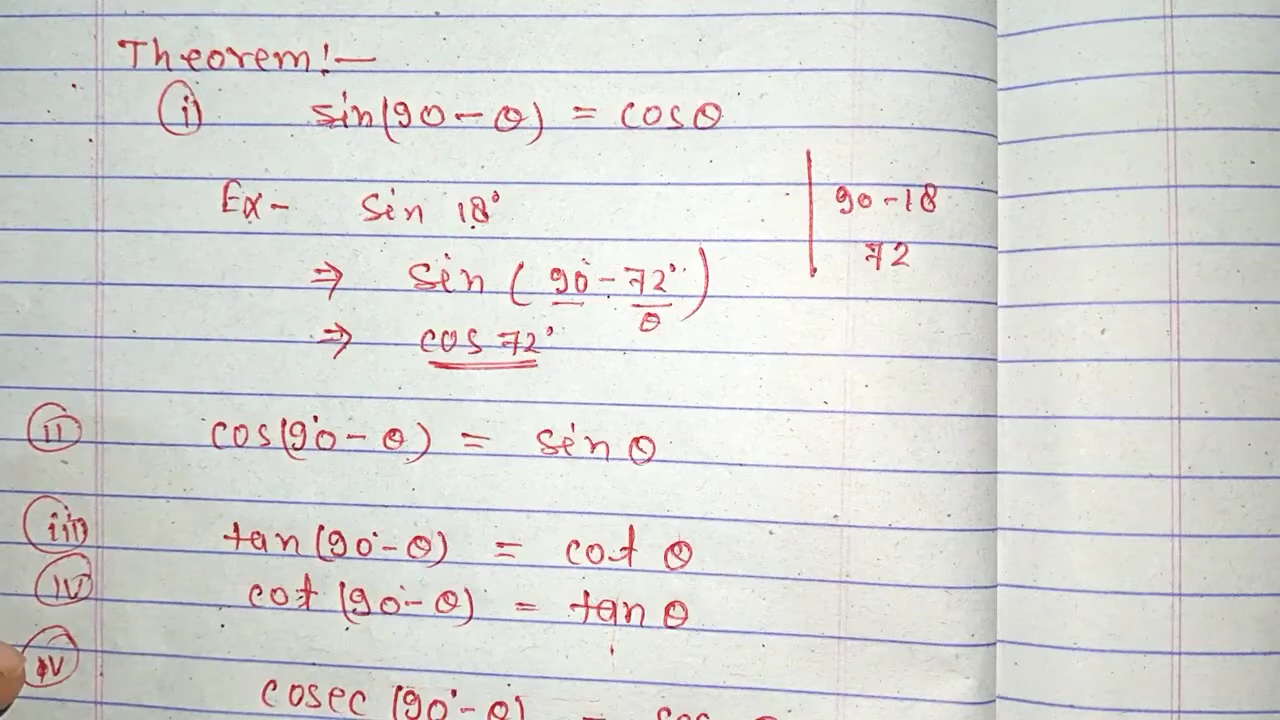 Theorem!—
(i) sin(90-θ) = cosθ
Ex- sin 18°
90-18
72
⇒ sin (90°-72°)
θ
⇒ cos 72°
(ii) cos(90°-θ) = sin θ
(iii) tan(90°-θ) = cot θ
(iv) cot (90°-θ) = tan θ
cosec (90°-θ) =